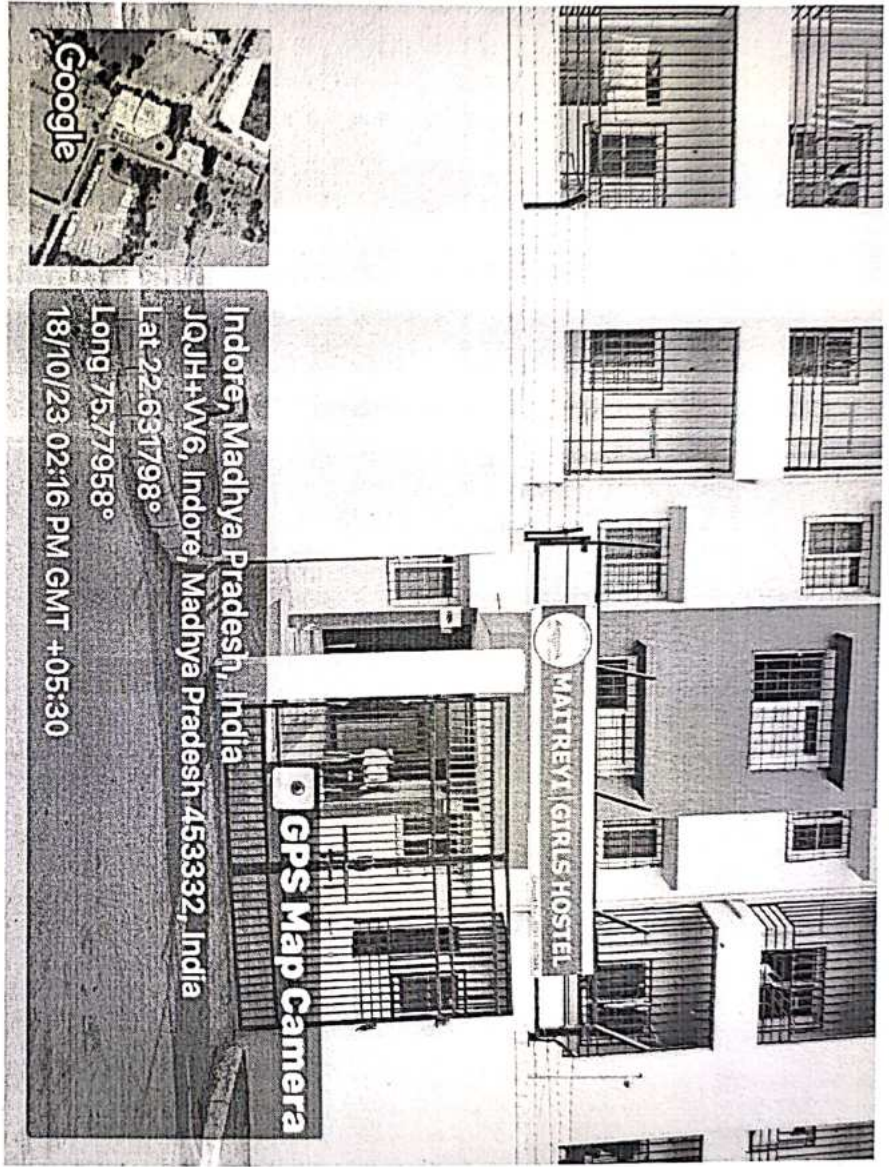 MAITREYI GIRLS HOSTEL
GPS Map Camera
Indore, Madhya Pradesh, India
JQJH+VV6, Indore, Madhya Pradesh 453332, India
Lat 22.631798°
Long 75.77958°
18/10/23 02:16 PM GMT +05:30
Google